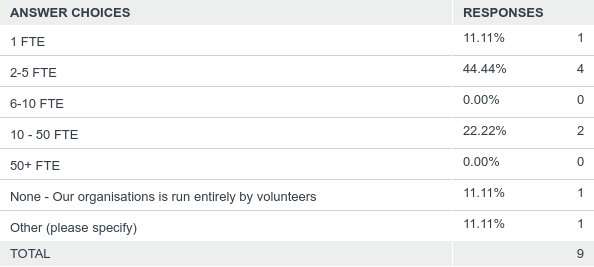 ANSWER CHOICES RESPONSES
1 FTE 11.11% 1
2-5 FTE 44.44% 4
6-10 FTE 0.00% 0
10 - 50 FTE 22.22% 2
50+ FTE 0.00% 0
None - Our organisations is run entirely by volunteers 11.11% 1
Other (please specify) 11.11% 1
TOTAL 9